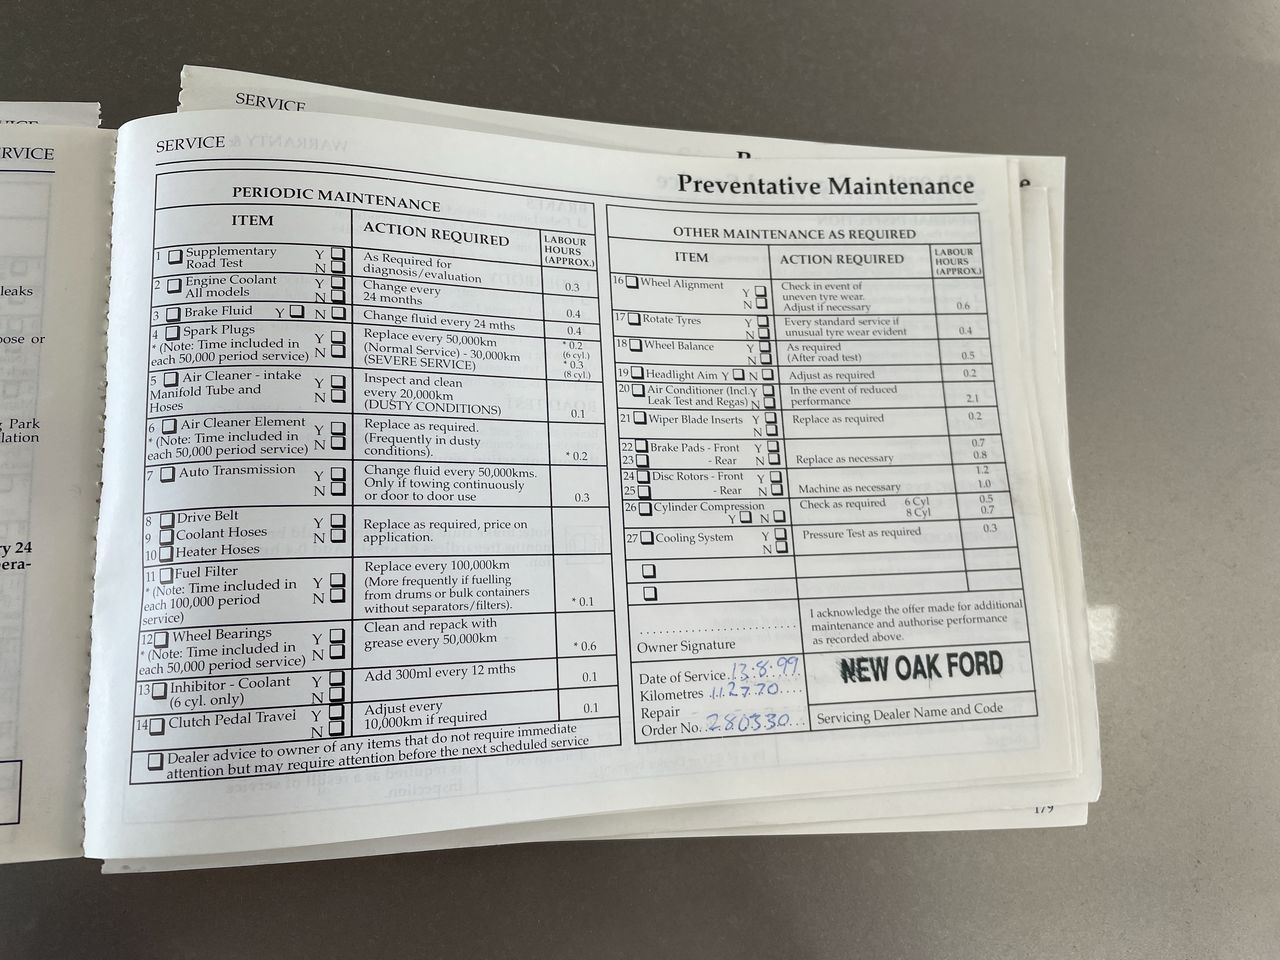 SERVICE
RVICE
SERVICE
leaks
ose or
Park
lation
ry 24
era-
Preventative Maintenance
PERIODIC MAINTENANCE
ITEM
ACTION REQUIRED
LABOUR
HOURS
(APPROX.)
1 Supplementary Y
Road Test N
As Required for
diagnosis/evaluation
0.3
2 Engine Coolant Y
All models N
Change every
24 months
0.4
3 Brake Fluid Y N
Change fluid every 24 mths
0.4
4 Spark Plugs Y
* (Note: Time included in
each 50,000 period service) N
Replace every 50,000km
(Normal Service) - 30,000km
(SEVERE SERVICE)
* 0.2
(6 cyl.)
* 0.3
(8 cyl.)
5 Air Cleaner - intake Y
Manifold Tube and N
Hoses
Inspect and clean
every 20,000km
(DUSTY CONDITIONS)
0.1
6 Air Cleaner Element Y
* (Note: Time included in
each 50,000 period service) N
Replace as required.
(Frequently in dusty
conditions).
* 0.2
7 Auto Transmission Y
N
Change fluid every 50,000kms.
Only if towing continuously
or door to door use
0.3
8 Drive Belt Y
9 Coolant Hoses N
10 Heater Hoses
Replace as required, price on
application.
11 Fuel Filter Y
* (Note: Time included in
each 100,000 period N
service)
Replace every 100,000km
(More frequently if fuelling
from drums or bulk containers
without separators/filters).
* 0.1
12 Wheel Bearings Y
* (Note: Time included in N
each 50,000 period service)
Clean and repack with
grease every 50,000km
* 0.6
13 Inhibitor - Coolant Y
(6 cyl. only) N
Add 300ml every 12 mths
0.1
14 Clutch Pedal Travel Y
N
Adjust every
10,000km if required
0.1
Dealer advice to owner of any items that do not require immediate
attention but may require attention before the next scheduled service
OTHER MAINTENANCE AS REQUIRED
ITEM
ACTION REQUIRED
LABOUR
HOURS
(APPROX.)
16 Wheel Alignment Y
N
Check in event of
uneven tyre wear.
Adjust if necessary
0.6
17 Rotate Tyres Y
N
Every standard service if
unusual tyre wear evident
0.4
18 Wheel Balance Y
N
As required
(After road test)
0.5
19 Headlight Aim Y N
Adjust as required
0.2
20 Air Conditioner (Incl. Y
Leak Test and Regas) N
In the event of reduced
performance
2.1
21 Wiper Blade Inserts Y
N
Replace as required
0.2
22 Brake Pads - Front Y
23 - Rear N
Replace as necessary
0.7
0.8
24 Disc Rotors - Front Y
25 - Rear N
Machine as necessary
1.2
1.0
26 Cylinder Compression
Y N
Check as required 6 Cyl
8 Cyl
0.5
0.7
27 Cooling System Y
N
Pressure Test as required
0.3
Owner Signature
I acknowledge the offer made for additional
maintenance and authorise performance
as recorded above.
Date of Service 13.8.99
Kilometres 112770
Repair
Order No. 280330
NEW OAK FORD
Servicing Dealer Name and Code
179